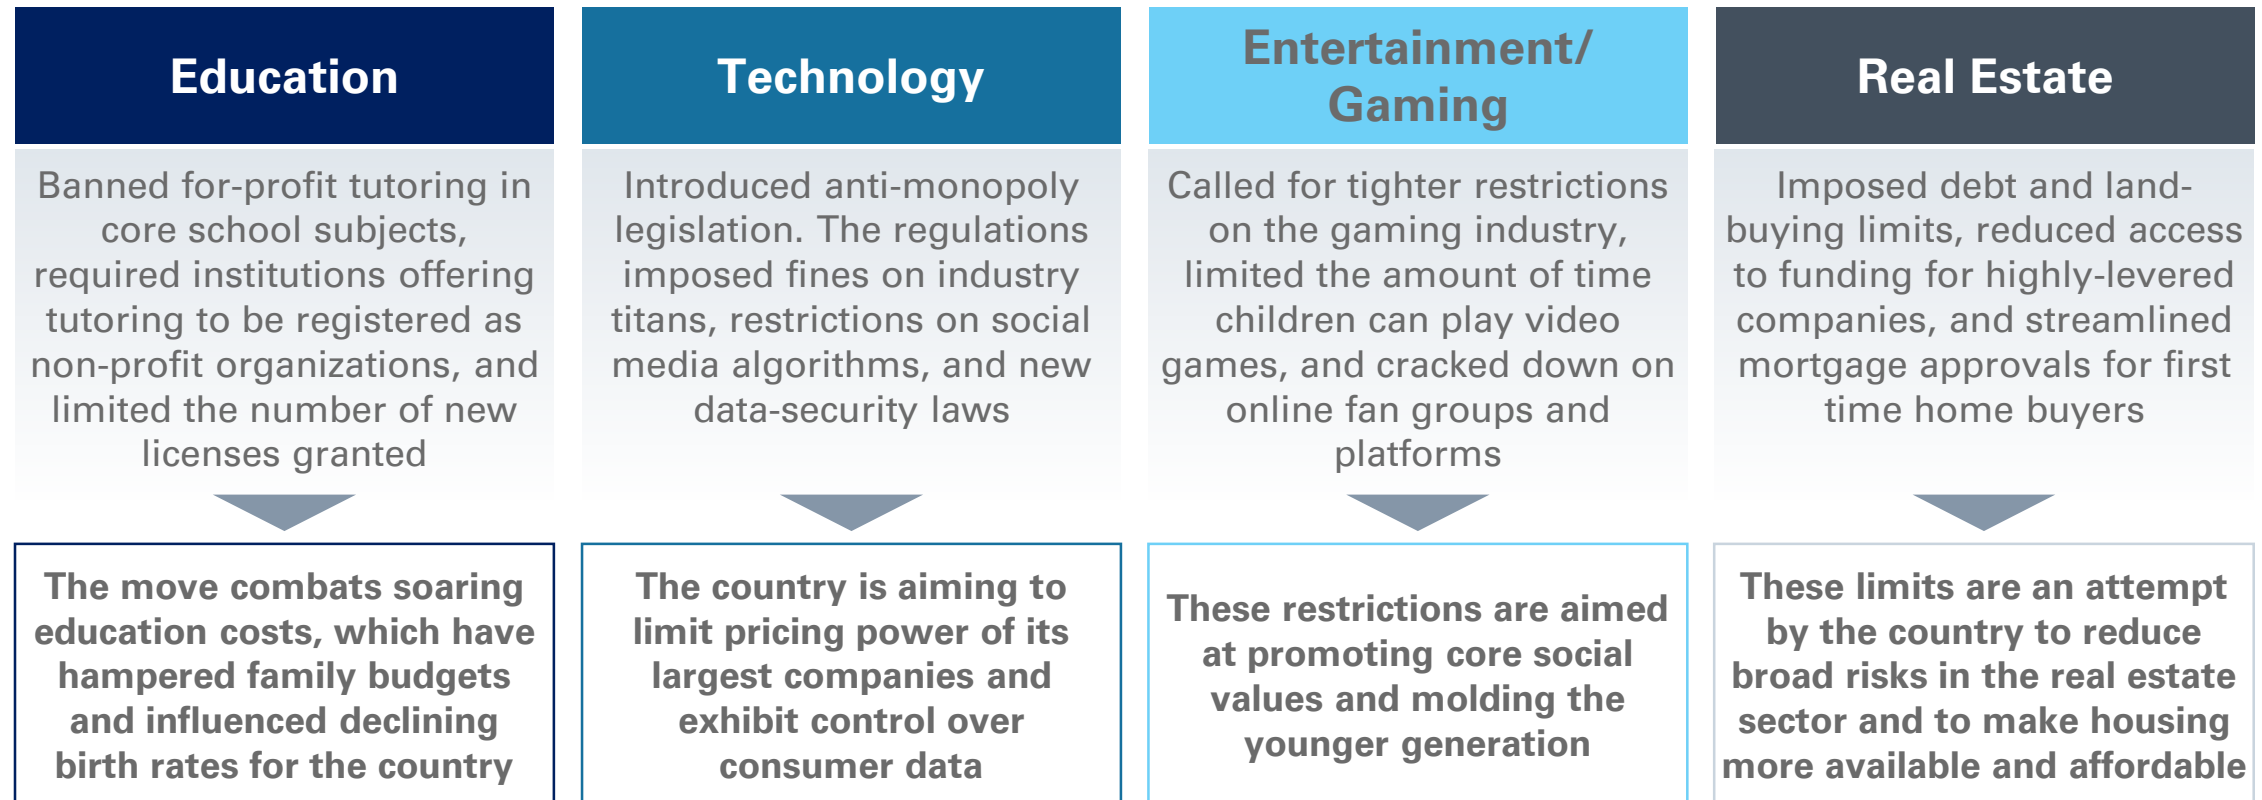 Education
Banned for-profit tutoring in
core school subjects,
required institutions offering
tutoring to be registered as
non-profit organizations, and
limited the number of new
licenses granted
The move combats soaring
education costs, which have
hampered family budgets
and influenced declining
birth rates for the country
Technology
Introduced anti-monopoly
legislation. The regulations
imposed fines on industry
titans, restrictions on social
media algorithms, and new
data-security laws
The country is aiming to
limit pricing power of its
largest companies and
exhibit control over
consumer data
Entertainment/
Gaming
Called for tighter restrictions
on the gaming industry,
limited the amount of time
children can play video
games, and cracked down on
online fan groups and
platforms
These restrictions are aimed
at promoting core social
values and molding the
younger generation
Real Estate
Imposed debt and land-
buying limits, reduced access
to funding for highly-levered
companies, and streamlined
mortgage approvals for first
time home buyers
These limits are an attempt
by the country to reduce
broad risks in the real estate
sector and to make housing
more available and affordable